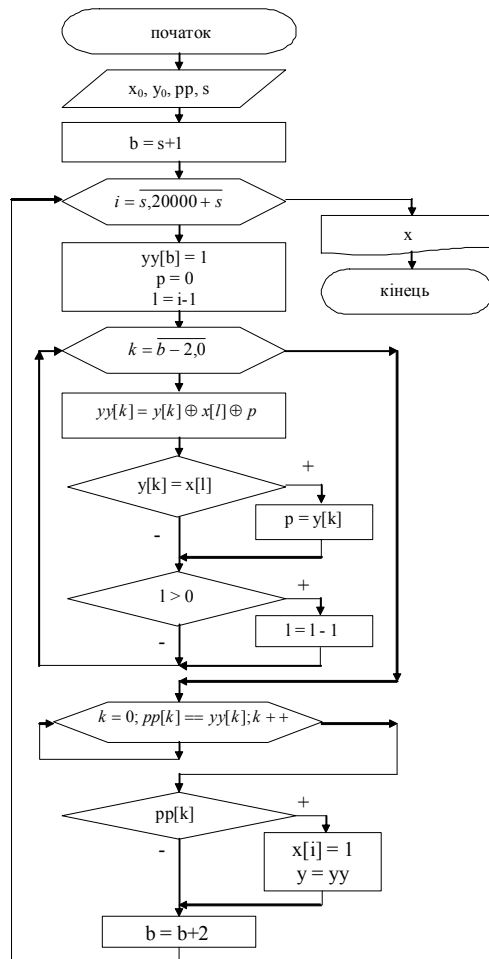 початок
x₀, y₀, pp, s
b = s+1
i = s,20000 + s
x
yy[b] = 1
p = 0
l = i-1
кінець
k = b − 2,0
yy[k] = y[k] ⊕ x[l] ⊕ p
y[k] = x[l]
+
p = y[k]
-
l > 0
+
l = l - 1
-
k = 0; pp[k] == yy[k]; k + +
pp[k]
+
x[i] = 1
y = yy
-
b = b+2